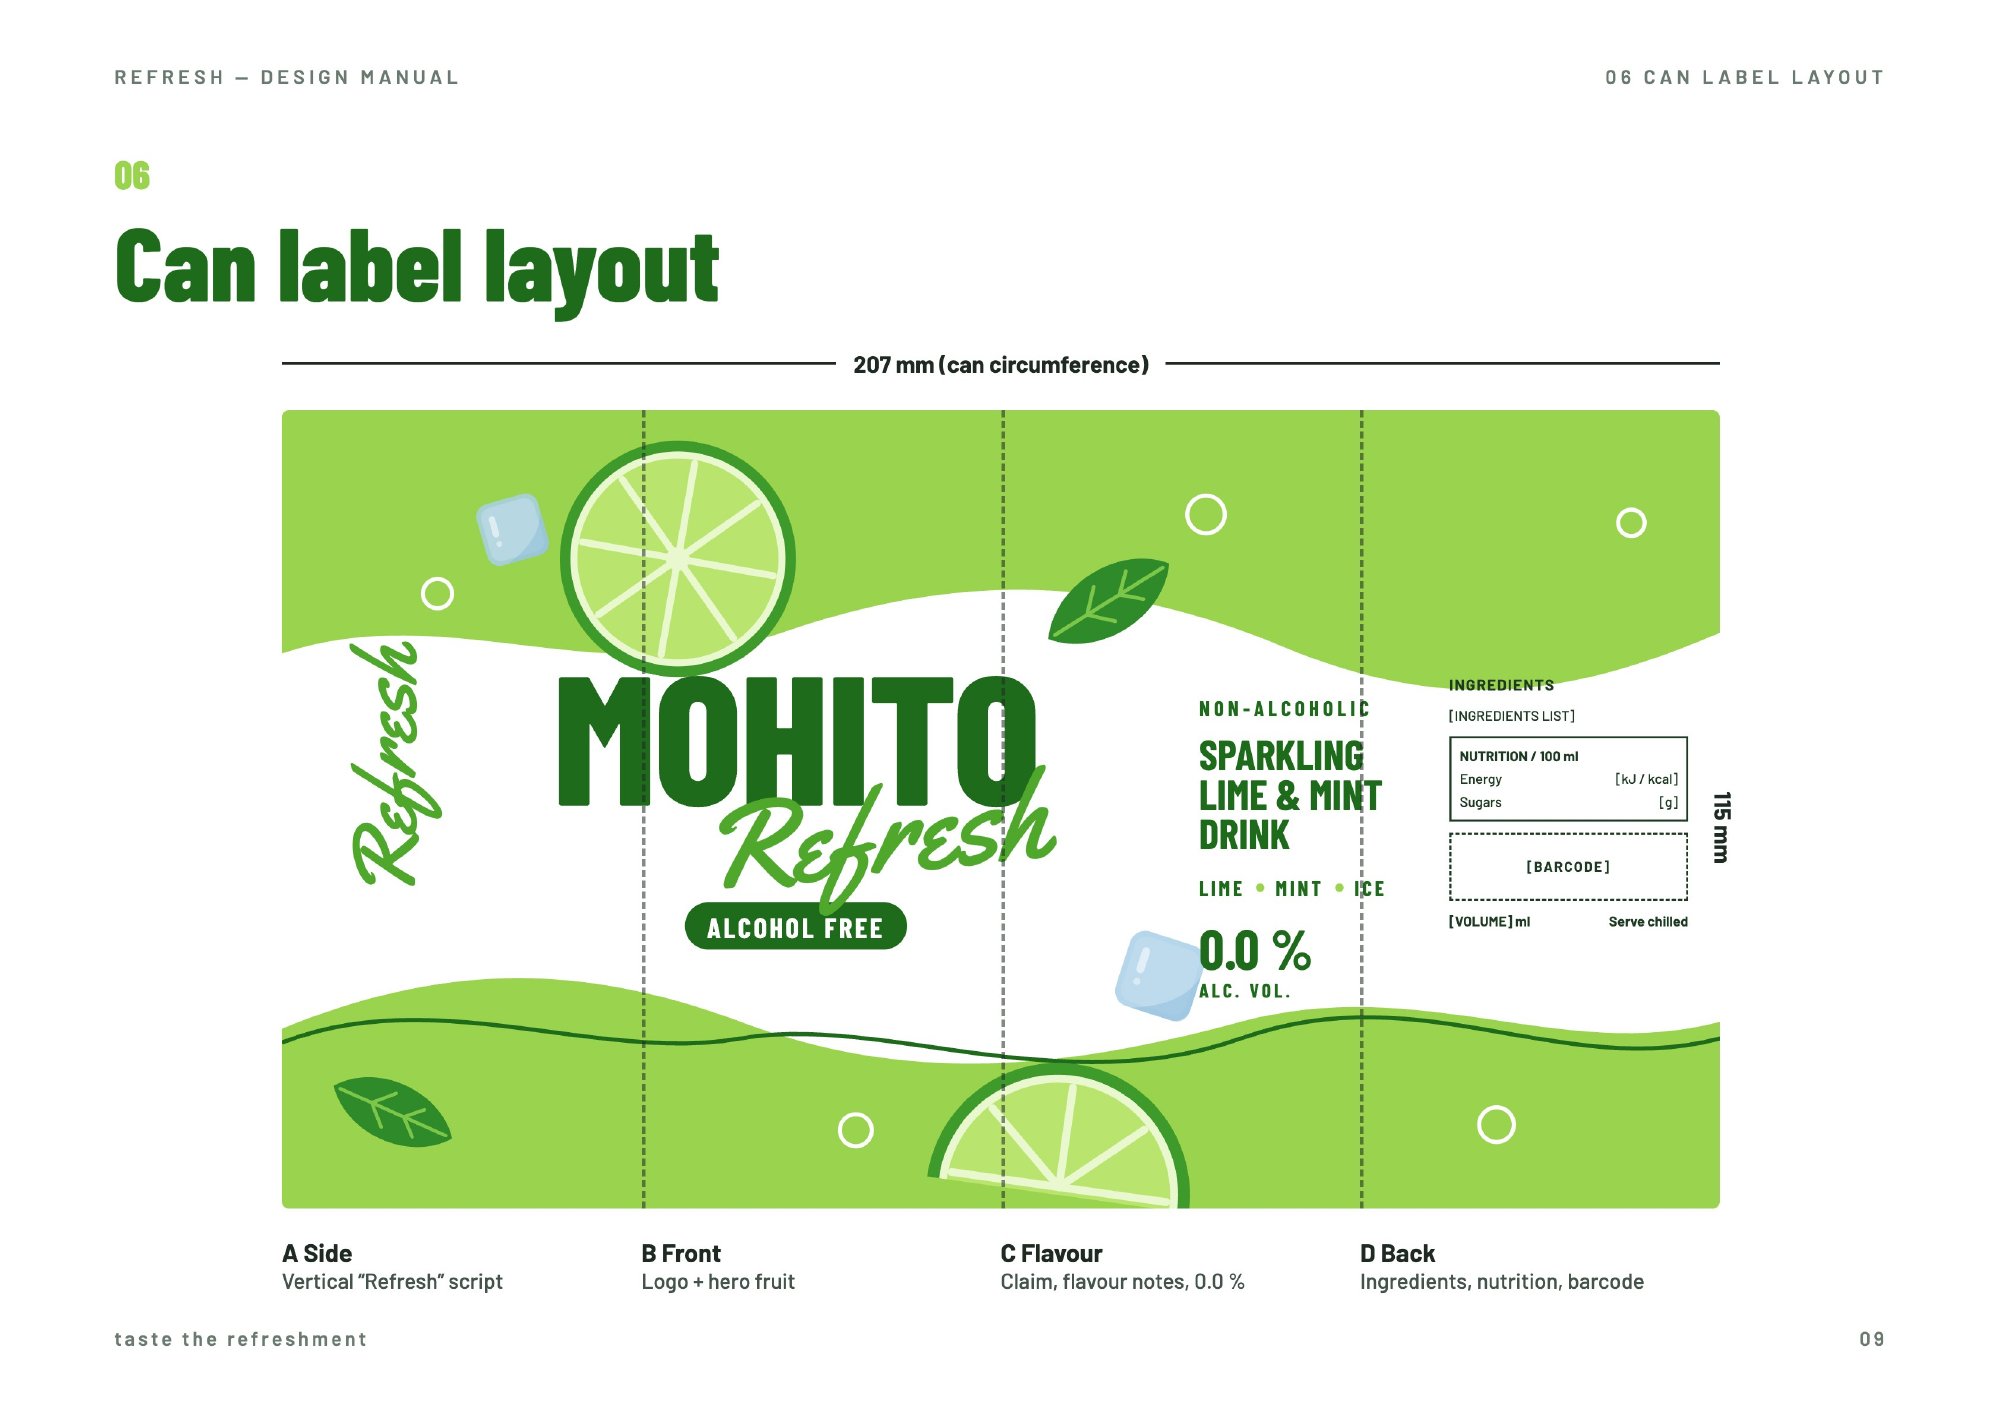 REFRESH — DESIGN MANUAL
06 CAN LABEL LAYOUT
06
Can label layout
207 mm (can circumference)
Refresh
MOHITO
Refresh
ALCOHOL FREE
NON-ALCOHOLIC
SPARKLING
LIME & MINT
DRINK
LIME • MINT • ICE
0.0 %
ALC. VOL.
INGREDIENTS
[INGREDIENTS LIST]
NUTRITION / 100 ml
Energy [kJ / kcal]
Sugars [g]
[BARCODE]
[VOLUME] ml Serve chilled
115 mm
A Side
Vertical “Refresh” script
B Front
Logo + hero fruit
C Flavour
Claim, flavour notes, 0.0 %
D Back
Ingredients, nutrition, barcode
taste the refreshment
09